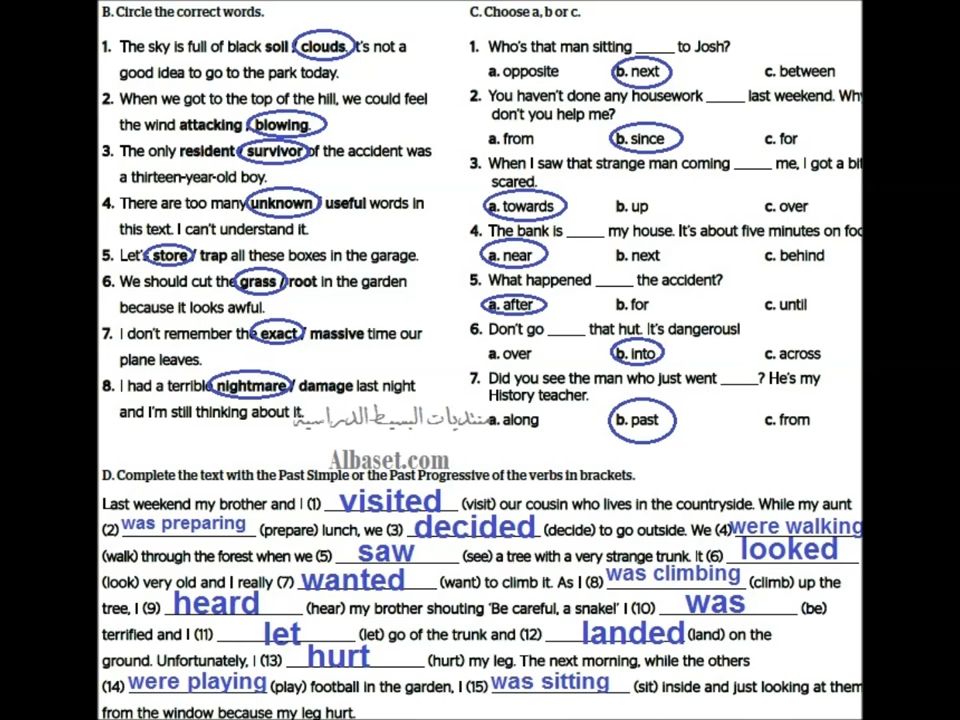 B. Circle the correct words.
1. The sky is full of black soil / clouds. It's not a
good idea to go to the park today.
2. When we got to the top of the hill, we could feel
the wind attacking / blowing.
3. The only resident / survivor of the accident was
a thirteen-year-old boy.
4. There are too many unknown / useful words in
this text. I can't understand it.
5. Let's store / trap all these boxes in the garage.
6. We should cut the grass / root in the garden
because it looks awful.
7. I don't remember the exact / massive time our
plane leaves.
8. I had a terrible nightmare / damage last night
and I'm still thinking about it.
منتديات البسيط الدراسية
Albaset.com
C. Choose a, b or c.
1. Who's that man sitting _____ to Josh?
a. opposite b. next c. between
2. You haven't done any housework _____ last weekend. Why
don't you help me?
a. from b. since c. for
3. When I saw that strange man coming _____ me, I got a bit
scared.
a. towards b. up c. over
4. The bank is _____ my house. It's about five minutes on foo
a. near b. next c. behind
5. What happened _____ the accident?
a. after b. for c. until
6. Don't go _____ that hut. It's dangerous!
a. over b. into c. across
7. Did you see the man who just went _____? He's my
History teacher.
a. along b. past c. from
D. Complete the text with the Past Simple or the Past Progressive of the verbs in brackets.
Last weekend my brother and I (1) visited (visit) our cousin who lives in the countryside. While my aunt
(2) was preparing (prepare) lunch, we (3) decided (decide) to go outside. We (4) were walking
(walk) through the forest when we (5) saw (see) a tree with a very strange trunk. It (6) looked
(look) very old and I really (7) wanted (want) to climb it. As I (8) was climbing (climb) up the
tree, I (9) heard (hear) my brother shouting 'Be careful, a snake!' I (10) was (be)
terrified and I (11) let (let) go of the trunk and (12) landed (land) on the
ground. Unfortunately, I (13) hurt (hurt) my leg. The next morning, while the others
(14) were playing (play) football in the garden, I (15) was sitting (sit) inside and just looking at them
from the window because my leg hurt.